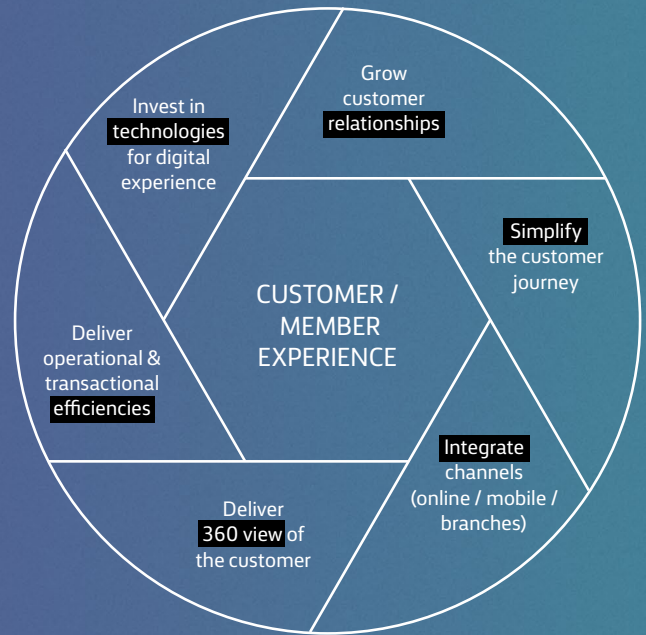 Grow
customer
relationships
Simplify
the customer
journey
Integrate
channels
(online / mobile /
branches)
Deliver
360 view of
the customer
Deliver
operational &
transactional
efficiencies
Invest in
technologies
for digital
experience
CUSTOMER /
MEMBER
EXPERIENCE